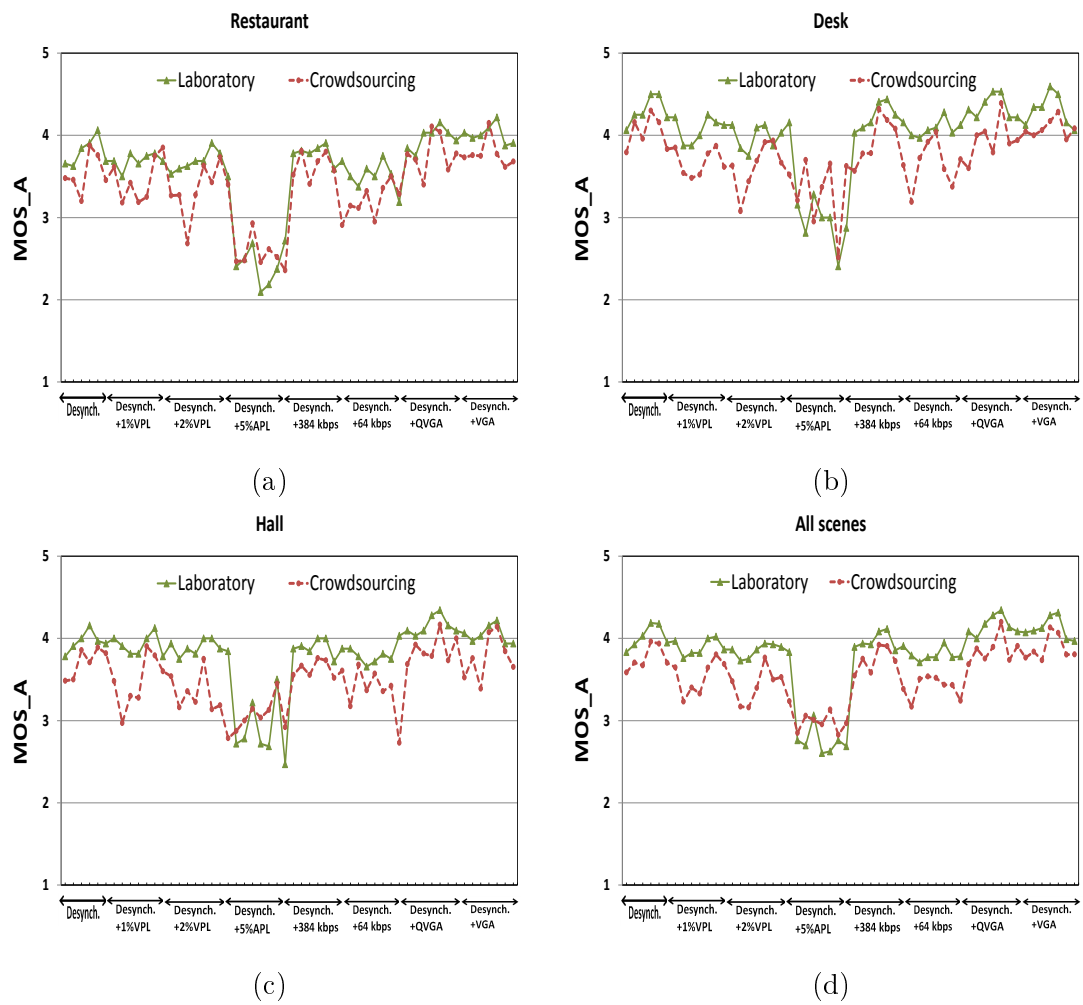 Restaurant
5
4
3
2
1
MOS_A
Laboratory
Crowdsourcing
Desynch.
Desynch.
+1%VPL
Desynch.
+2%VPL
Desynch.
+5%APL
Desynch.
+384 kbps
Desynch.
+64 kbps
Desynch.
+QVGA
Desynch.
+VGA
(a)
Desk
5
4
3
2
1
MOS_A
Laboratory
Crowdsourcing
Desynch.
Desynch.
+1%VPL
Desynch.
+2%VPL
Desynch.
+5%APL
Desynch.
+384 kbps
Desynch.
+64 kbps
Desynch.
+QVGA
Desynch.
+VGA
(b)
Hall
5
4
3
2
1
MOS_A
Laboratory
Crowdsourcing
Desynch.
Desynch.
+1%VPL
Desynch.
+2%VPL
Desynch.
+5%APL
Desynch.
+384 kbps
Desynch.
+64 kbps
Desynch.
+QVGA
Desynch.
+VGA
(c)
All scenes
5
4
3
2
1
MOS_A
Laboratory
Crowdsourcing
Desynch.
Desynch.
+1%VPL
Desynch.
+2%VPL
Desynch.
+5%APL
Desynch.
+384 kbps
Desynch.
+64 kbps
Desynch.
+QVGA
Desynch.
+VGA
(d)